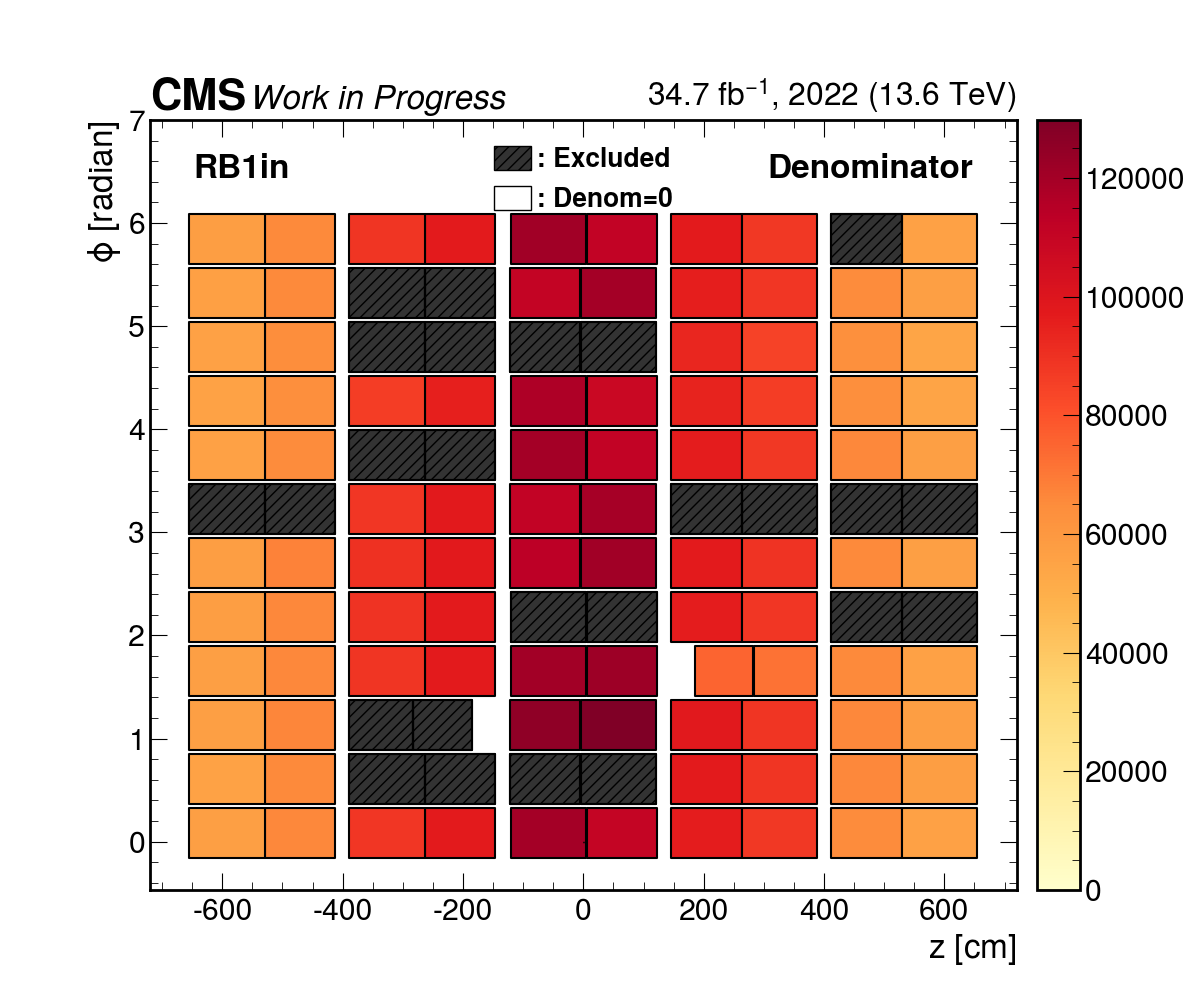 CMS Work in Progress
34.7 fb⁻¹, 2022 (13.6 TeV)
RB1in
: Excluded
: Denom=0
Denominator
ϕ [radian]
7
6
5
4
3
2
1
0
-600
-400
-200
0
200
400
600
z [cm]
120000
100000
80000
60000
40000
20000
0